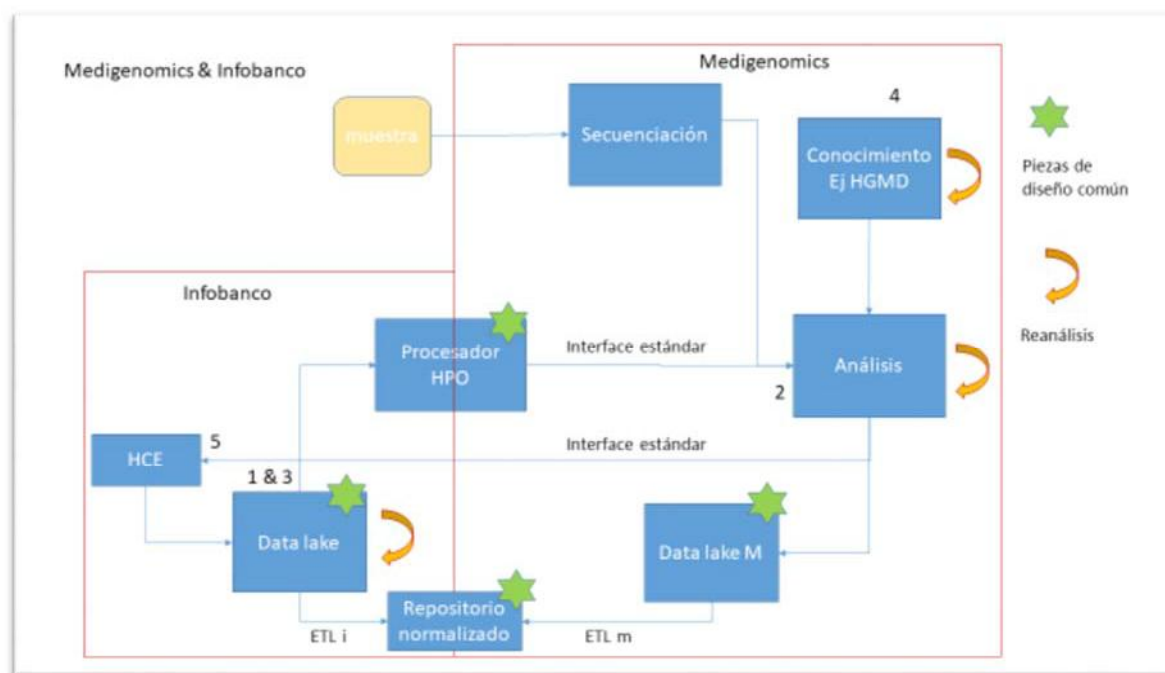 Medigenomics & Infobanco
Medigenomics
muestra
Secuenciación
4
Conocimiento
Ej HGMD
Piezas de
diseño común
Infobanco
Procesador
HPO
Interface estándar
Análisis
2
Reanálisis
HCE
5
Interface estándar
1 & 3
Data lake
Data lake M
Repositorio
normalizado
ETL i
ETL m